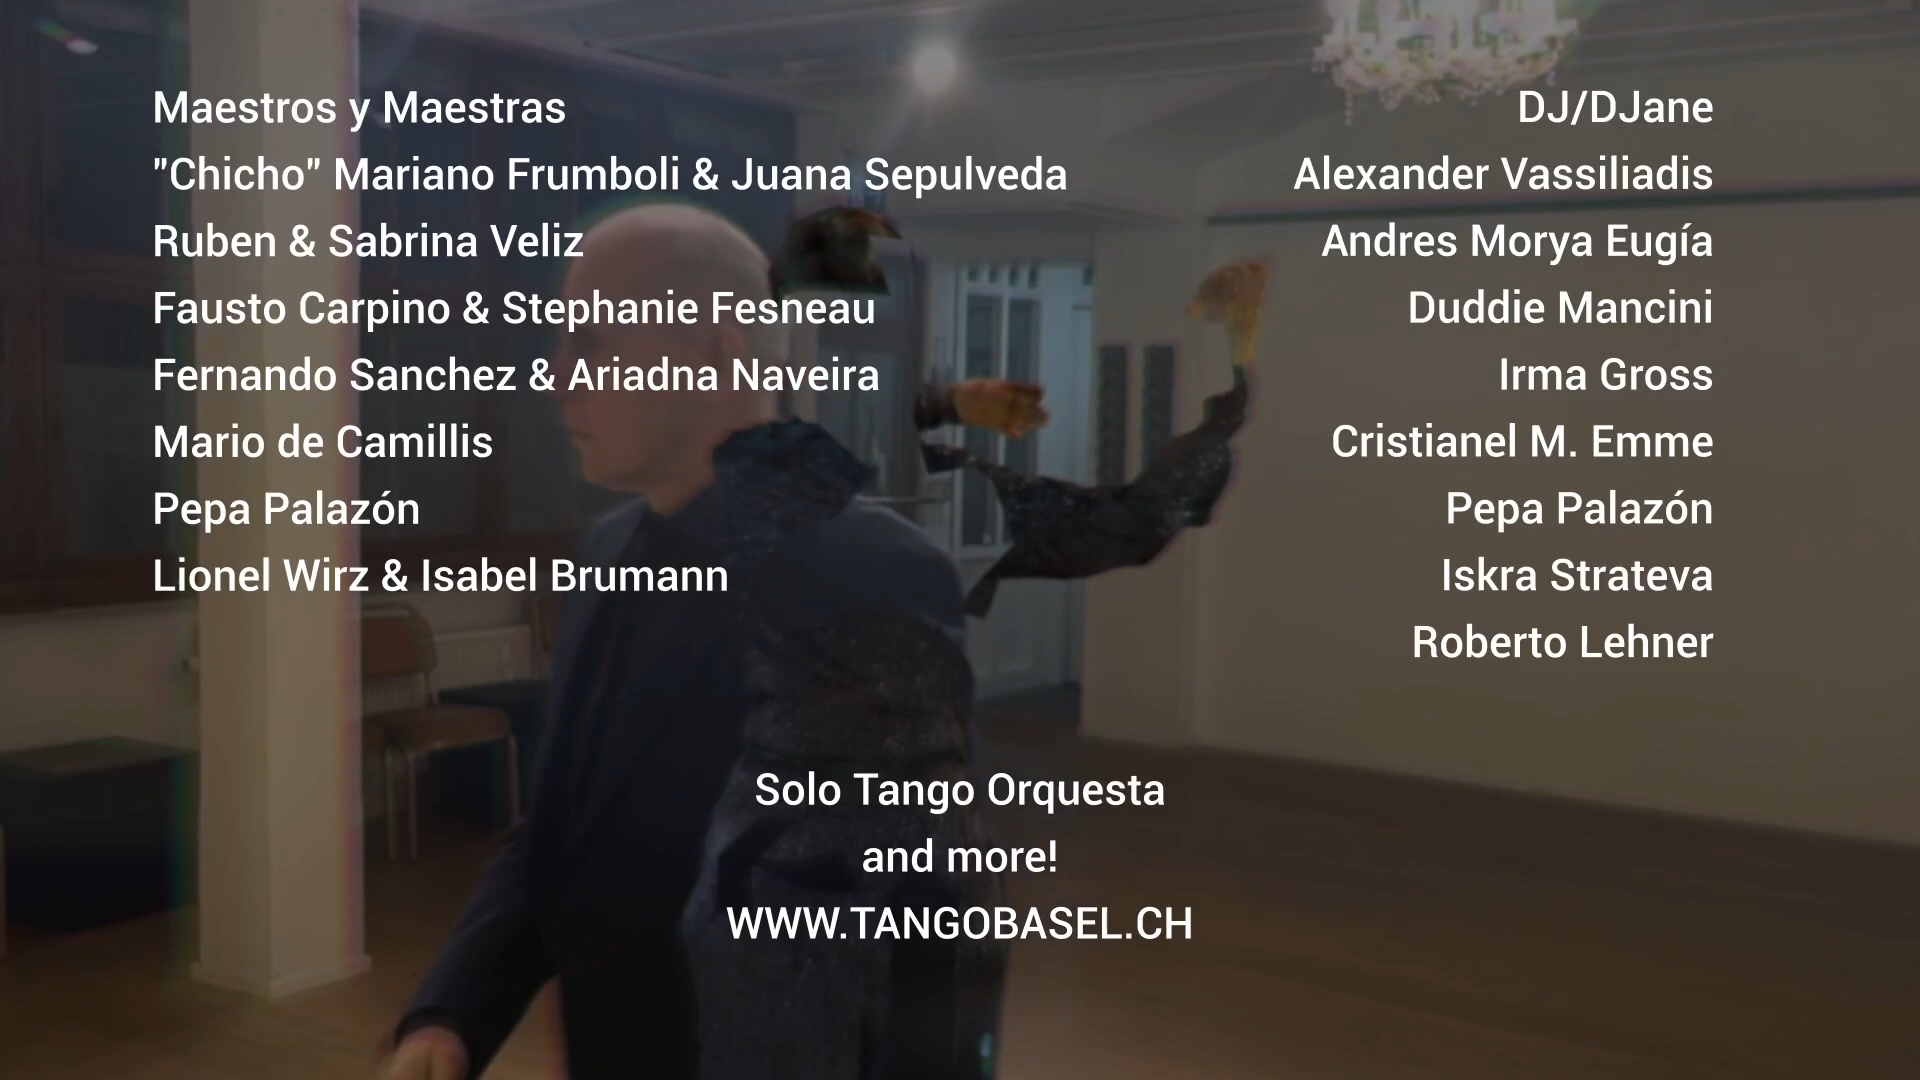 Maestros y Maestras
"Chicho" Mariano Frumboli & Juana Sepulveda
Ruben & Sabrina Veliz
Fausto Carpino & Stephanie Fesneau
Fernando Sanchez & Ariadna Naveira
Mario de Camillis
Pepa Palazón
Lionel Wirz & Isabel Brumann
DJ/DJane
Alexander Vassiliadis
Andres Morya Eugía
Duddie Mancini
Irma Gross
Cristianel M. Emme
Pepa Palazón
Iskra Strateva
Roberto Lehner
Solo Tango Orquesta
and more!
WWW.TANGOBASEL.CH